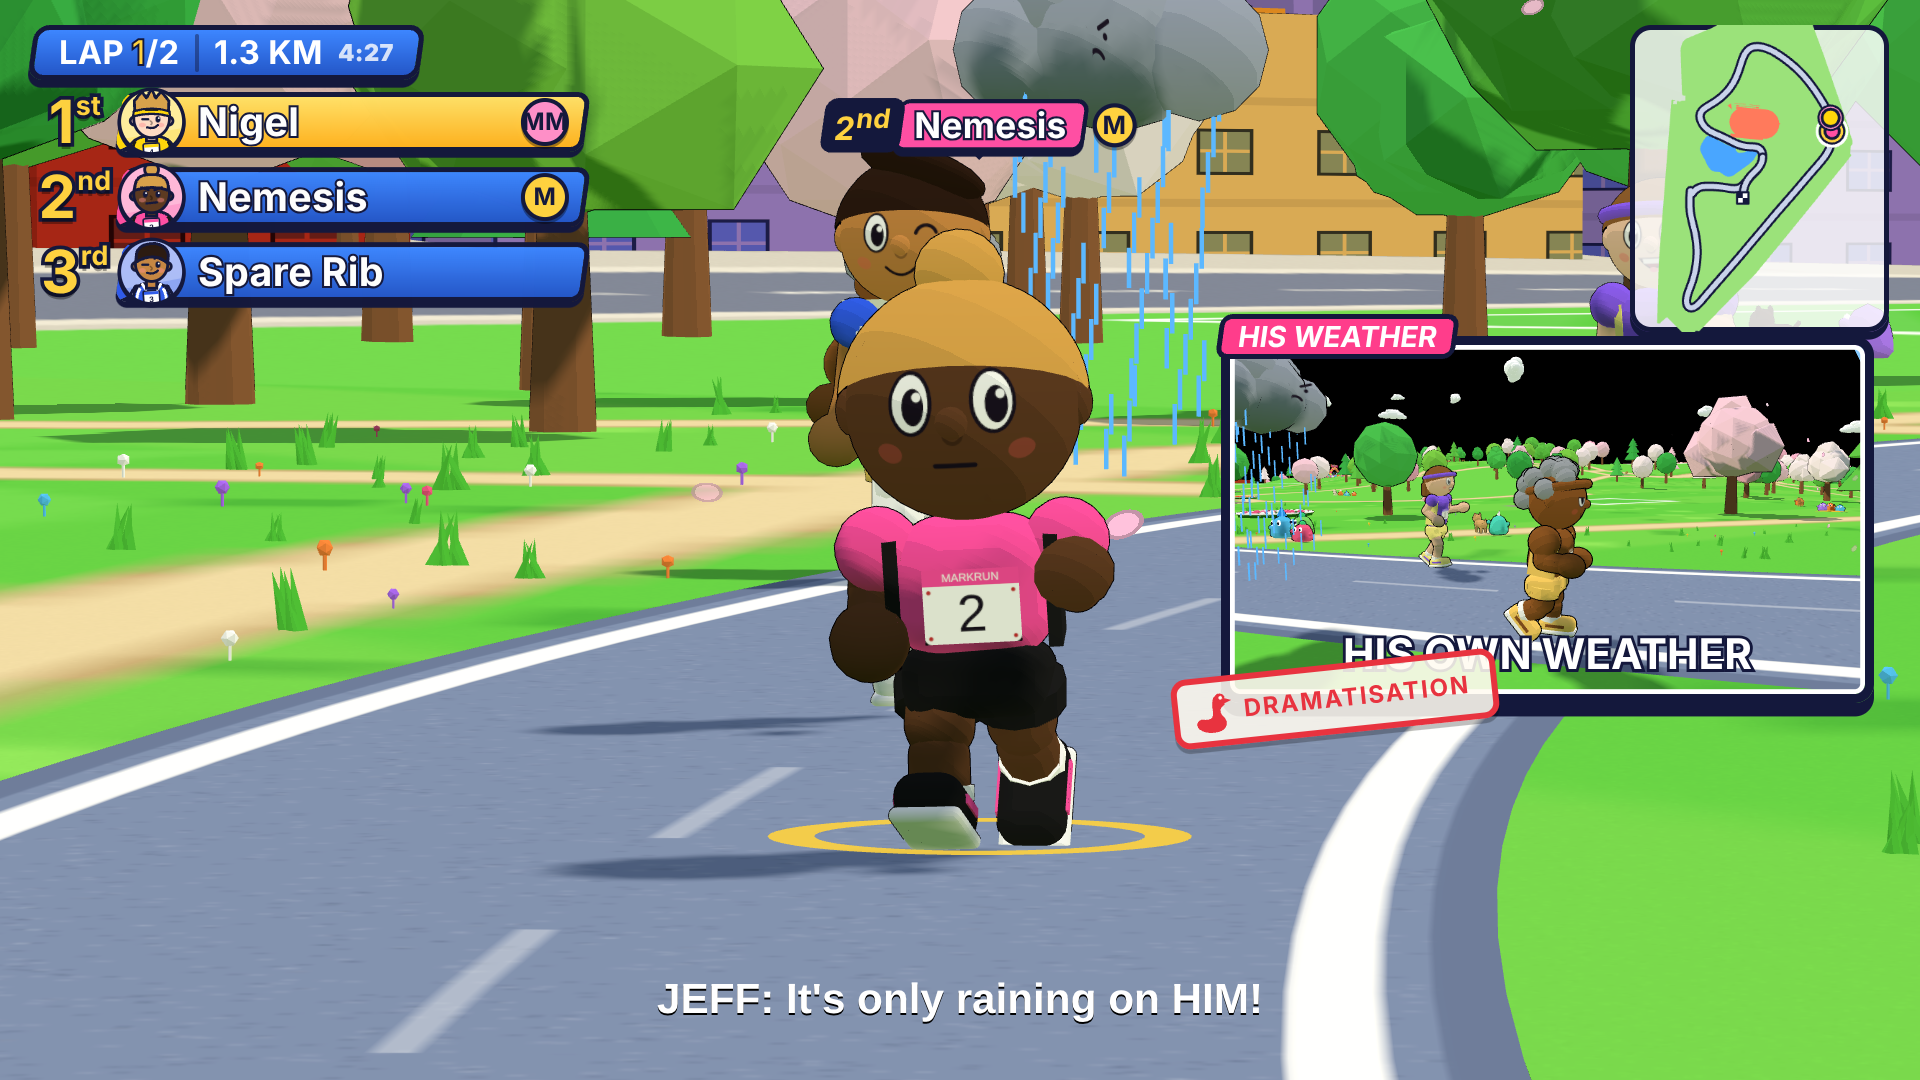 LAP 1/2 1.3 KM 4:27
1st Nigel MM
2nd Nemesis M
3rd Spare Rib
2nd Nemesis M
HIS WEATHER
HIS OWN WEATHER
DRAMATISATION
MARKRUN
2
JEFF: It's only raining on HIM!